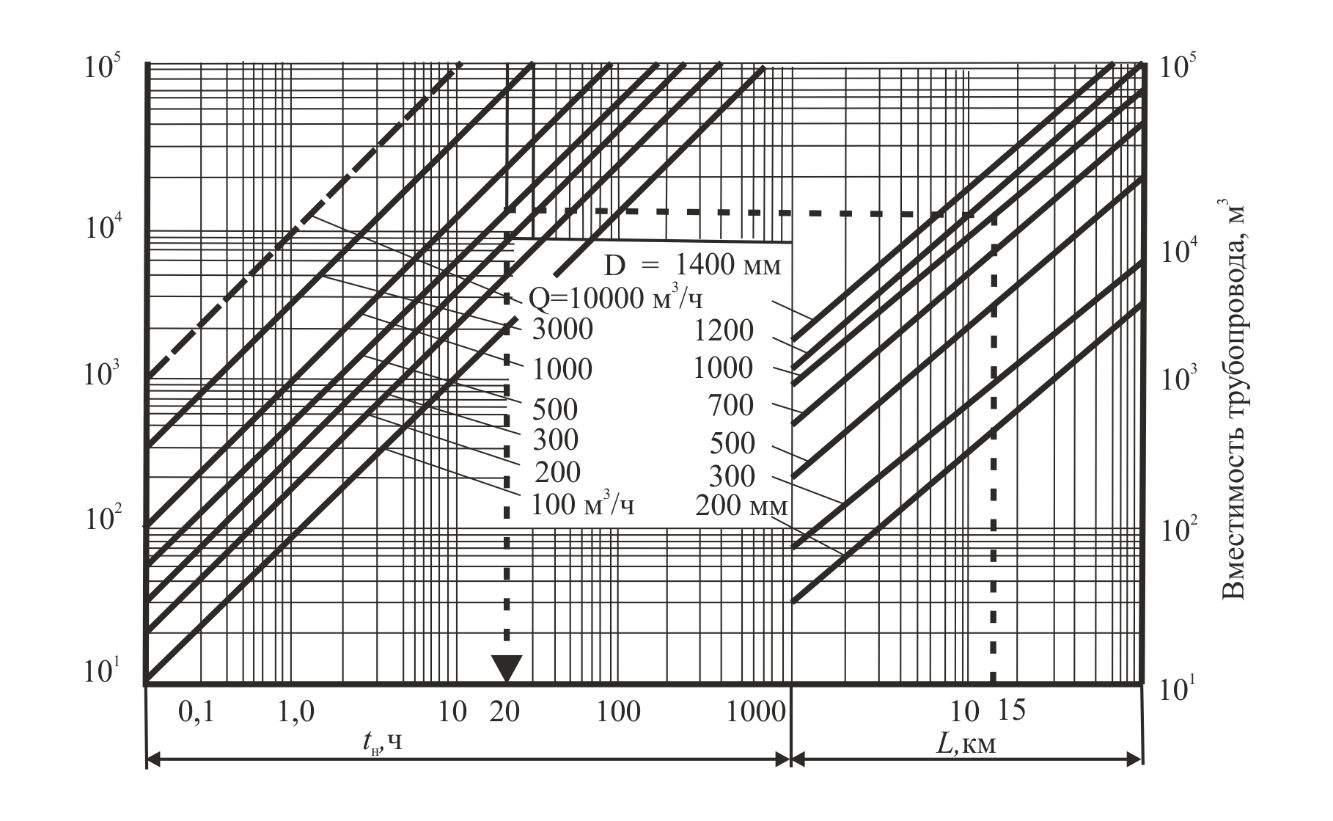 10⁵ 10⁵
10⁴ 10⁴
D = 1400 мм
Q=10000 м³/ч
3000 1200
1000 1000
10³ 10³
500 700
300 500
200 300
100 м³/ч 200 мм
10² 10²
10¹ 10¹
Вместимость трубопровода, м³
0,1 1,0 10 20 100 1000 10 15
tн,ч L,км